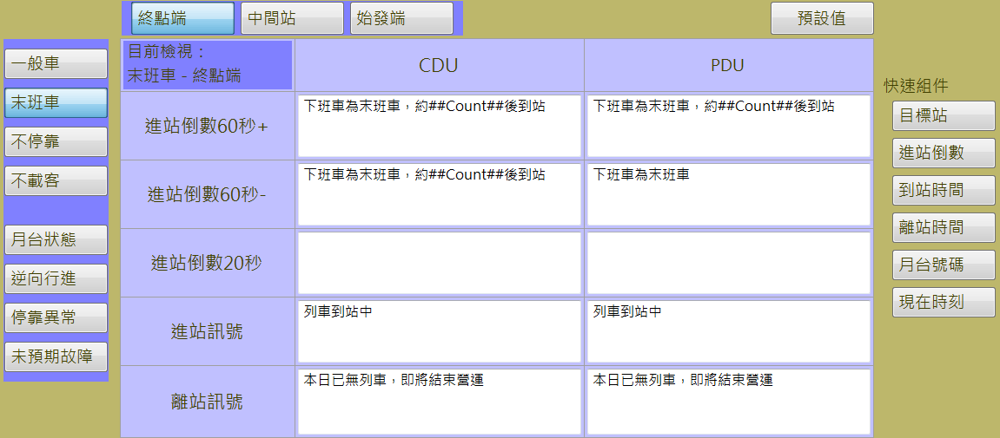 終點端
中間站
始發端
預設值
一般車
末班車
不停靠
不載客
月台狀態
逆向行進
停靠異常
未預期故障
目前檢視：
末班車 - 終點端
CDU
PDU
進站倒數60秒+
下班車為末班車，約##Count##後到站
下班車為末班車，約##Count##後到站
進站倒數60秒-
下班車為末班車，約##Count##後到站
下班車為末班車
進站倒數20秒
進站訊號
列車到站中
列車到站中
離站訊號
本日已無列車，即將結束營運
本日已無列車，即將結束營運
快速組件
目標站
進站倒數
到站時間
離站時間
月台號碼
現在時刻